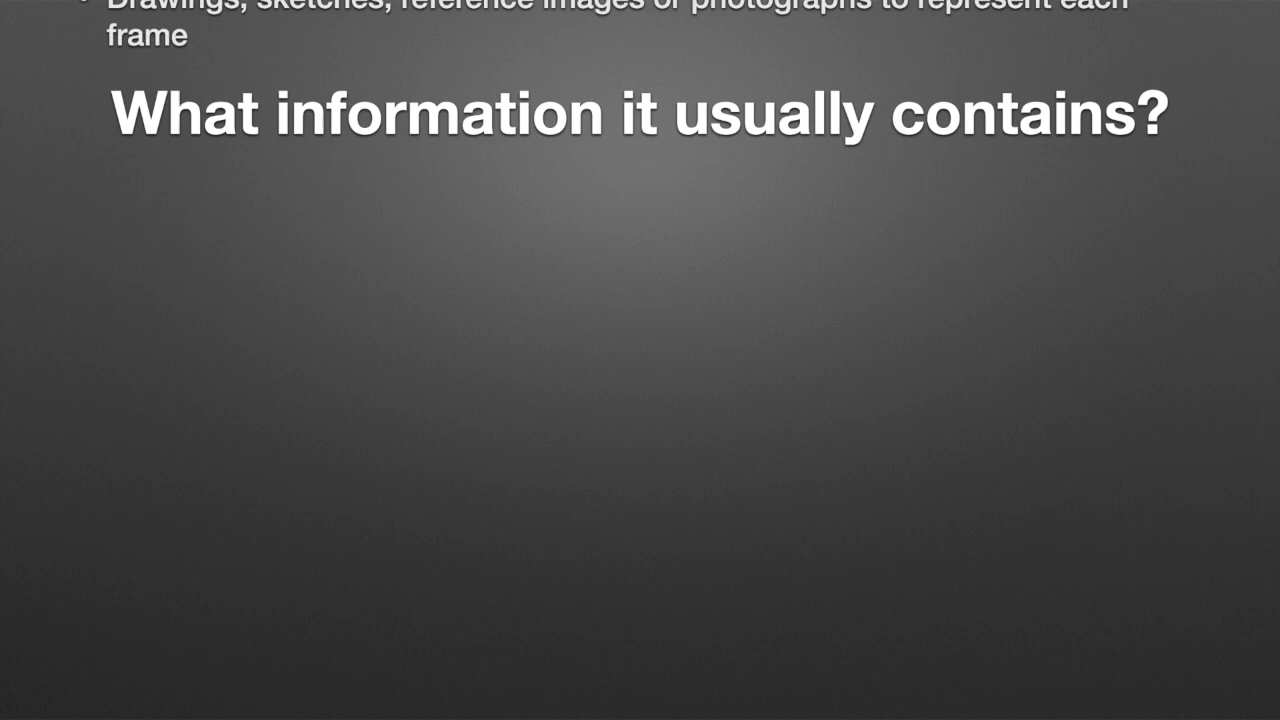 Drawings, sketches, reference images or photographs to represent each
frame
What information it usually contains?